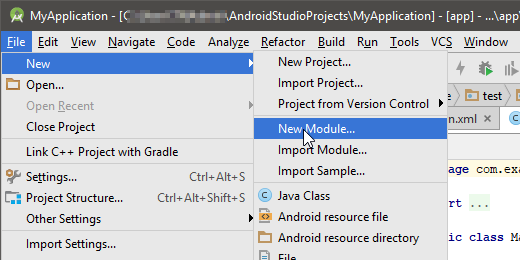 MyApplication - [C:\ \AndroidStudioProjects\MyApplication] - [app] - ...\app\
File Edit View Navigate Code Analyze Refactor Build Run Tools VCS Window
New
Open...
Open Recent
Close Project
Link C++ Project with Gradle
Settings... Ctrl+Alt+S
Project Structure... Ctrl+Alt+Shift+S
Other Settings
Import Settings...
New Project...
Import Project...
Project from Version Control
New Module...
Import Module...
Import Sample...
Java Class
Android resource file
Android resource directory
File
test
n.xml
age com.exa
rt ...
ic class Ma